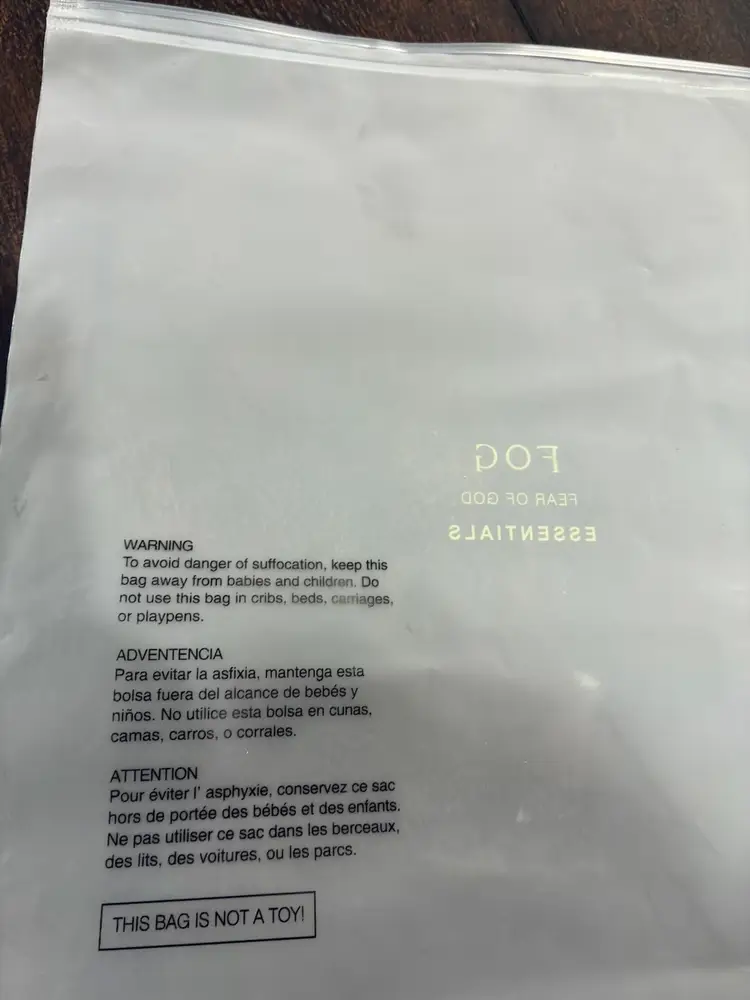 FOG
FEAR OF GOD
ESSENTIALS
WARNING
To avoid danger of suffocation, keep this
bag away from babies and children. Do
not use this bag in cribs, beds, carriages,
or playpens.
ADVENTENCIA
Para evitar la asfixia, mantenga esta
bolsa fuera del alcance de bebés y
niños. No utilice esta bolsa en cunas,
camas, carros, o corrales.
ATTENTION
Pour éviter l' asphyxie, conservez ce sac
hors de portée des bébés et des enfants.
Ne pas utiliser ce sac dans les berceaux,
des lits, des voitures, ou les parcs.
THIS BAG IS NOT A TOY!